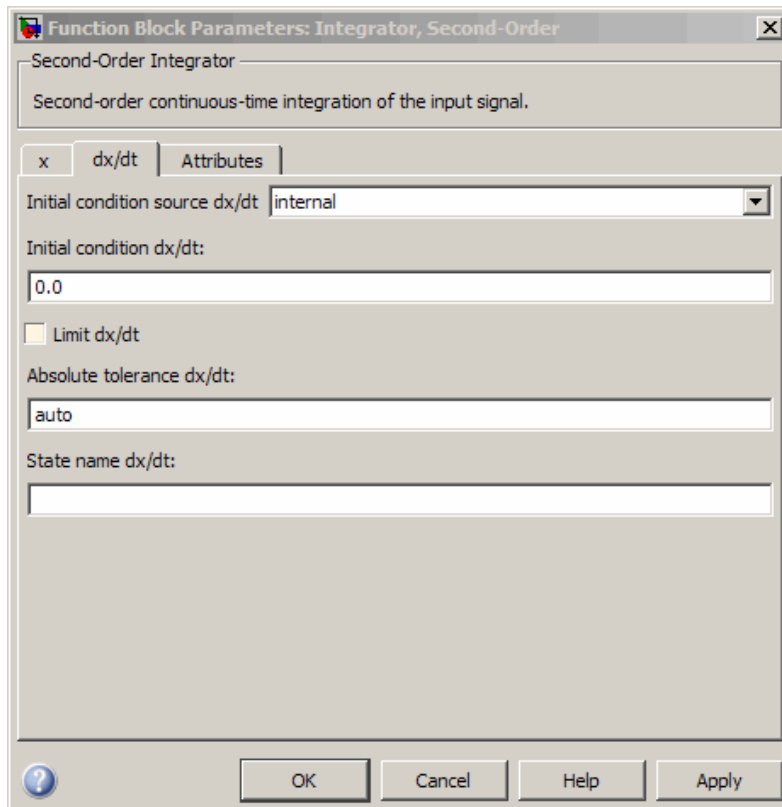 Function Block Parameters: Integrator, Second-Order
Second-Order Integrator
Second-order continuous-time integration of the input signal.
x dx/dt Attributes
Initial condition source dx/dt internal
Initial condition dx/dt:
0.0
Limit dx/dt
Absolute tolerance dx/dt:
auto
State name dx/dt:
OK Cancel Help Apply